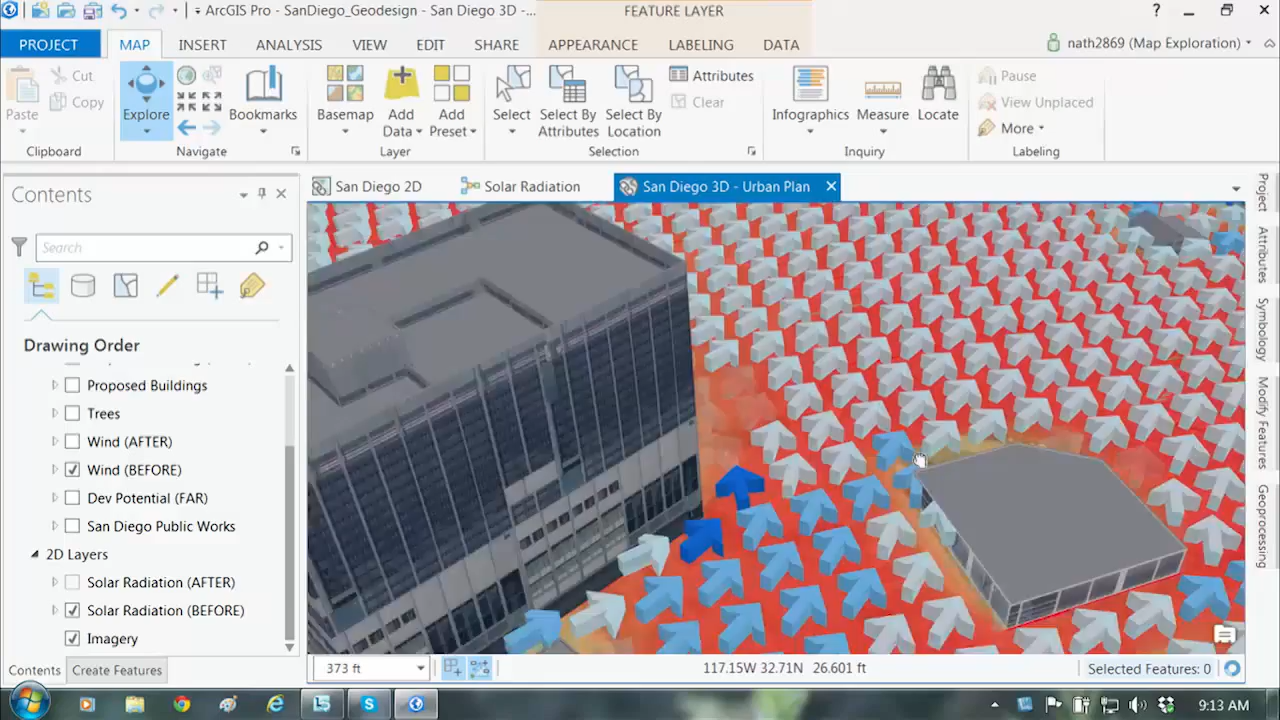 ArcGIS Pro - SanDiego_Geodesign - San Diego 3D -...
FEATURE LAYER
?
PROJECT
MAP
INSERT
ANALYSIS
VIEW
EDIT
SHARE
APPEARANCE
LABELING
DATA
nath2869 (Map Exploration)
Paste
Cut
Copy
Clipboard
Explore
Bookmarks
Navigate
Basemap
Add
Data
Add
Preset
Layer
Select
Select By
Attributes
Select By
Location
Attributes
Clear
Selection
Infographics
Measure
Locate
Inquiry
Pause
View Unplaced
More
Labeling
Contents
Search
Drawing Order
Proposed Buildings
Trees
Wind (AFTER)
Wind (BEFORE)
Dev Potential (FAR)
San Diego Public Works
2D Layers
Solar Radiation (AFTER)
Solar Radiation (BEFORE)
Imagery
Contents
Create Features
San Diego 2D
Solar Radiation
San Diego 3D - Urban Plan
373 ft
117.15W 32.71N 26.601 ft
Selected Features: 0
Project
Attributes
Symbology
Modify Features
Geoprocessing
9:13 AM